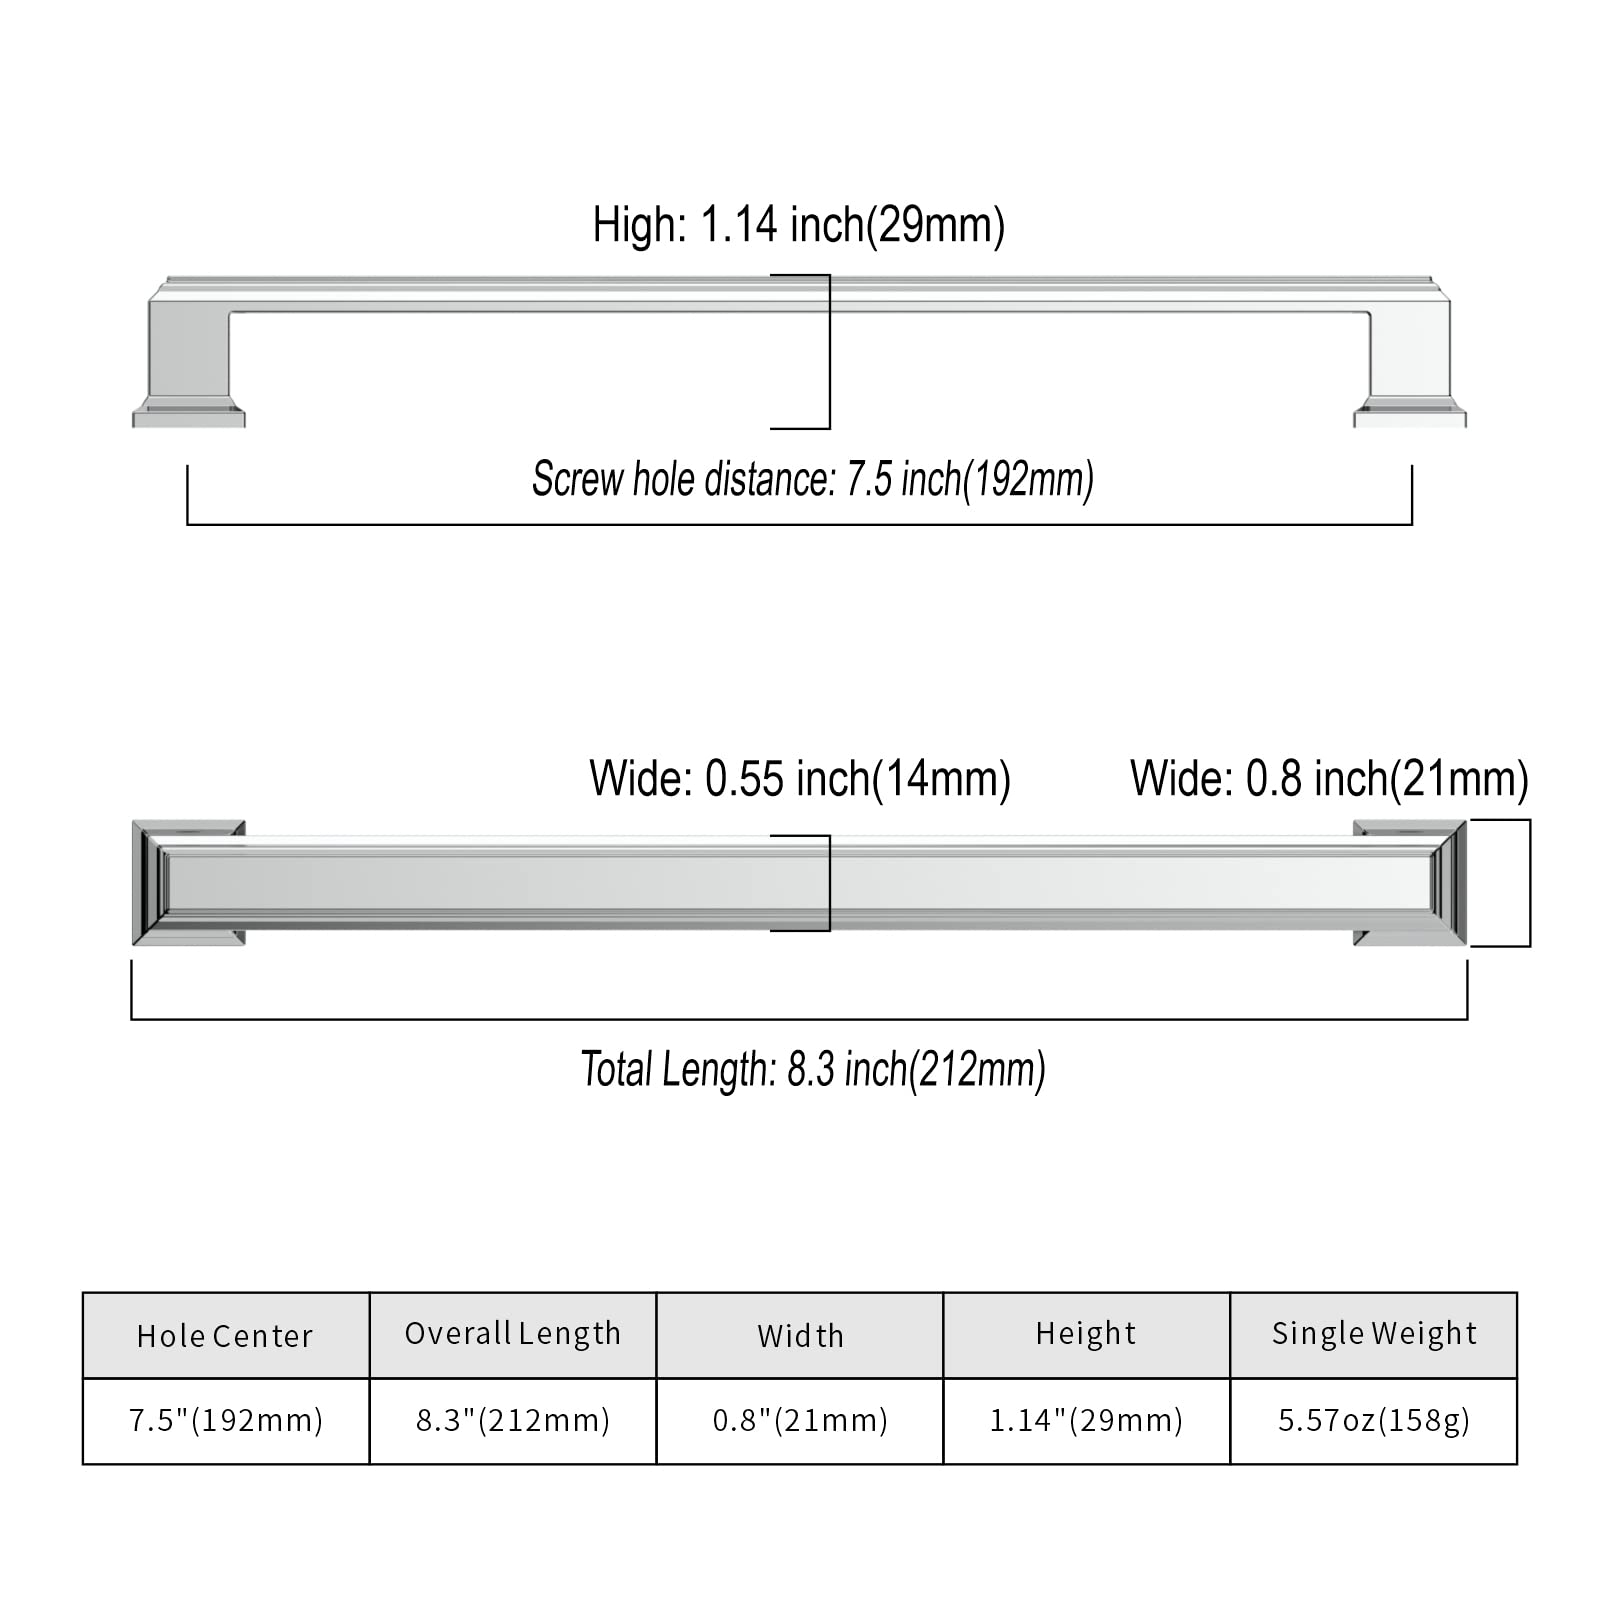 High: 1.14 inch(29mm)
Screw hole distance: 7.5 inch(192mm)
Wide: 0.55 inch(14mm) Wide: 0.8 inch(21mm)
Total Length: 8.3 inch(212mm)
Hole Center Overall Length Width Height Single Weight
7.5"(192mm) 8.3"(212mm) 0.8"(21mm) 1.14"(29mm) 5.57oz(158g)